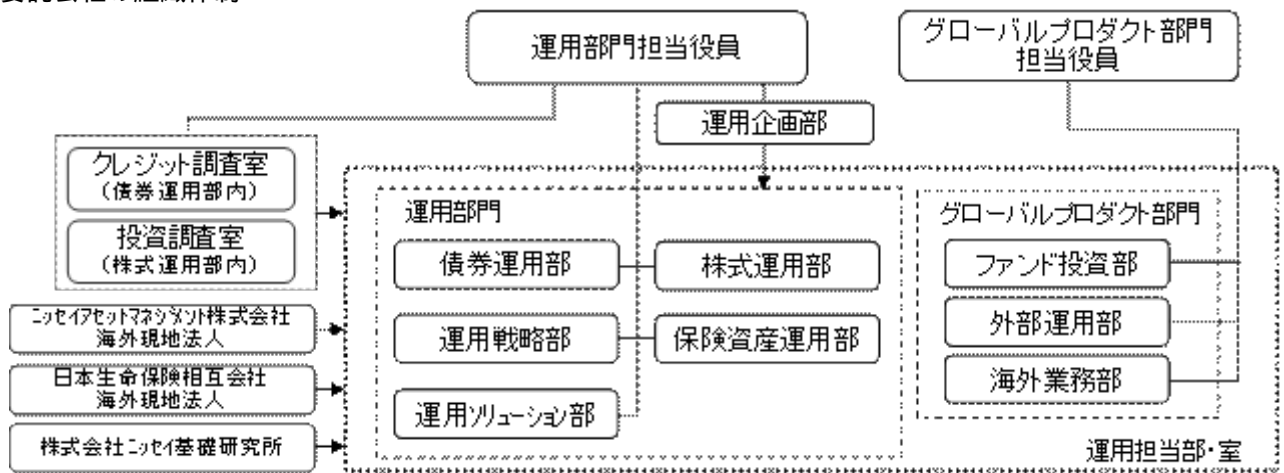 運用部門担当役員
グローバルプロダクト部門
担当役員
運用企画部
クレジット調査室
(債券運用部内)
投資調査室
(株式運用部内)
運用部門
債券運用部
株式運用部
運用戦略部
保険資産運用部
運用ソリューション部
グローバルプロダクト部門
ファンド投資部
外部運用部
海外業務部
ニッセイアセットマネジメント株式会社
海外現地法人
日本生命保険相互会社
海外現地法人
株式会社ニッセイ基礎研究所
運用担当部・室